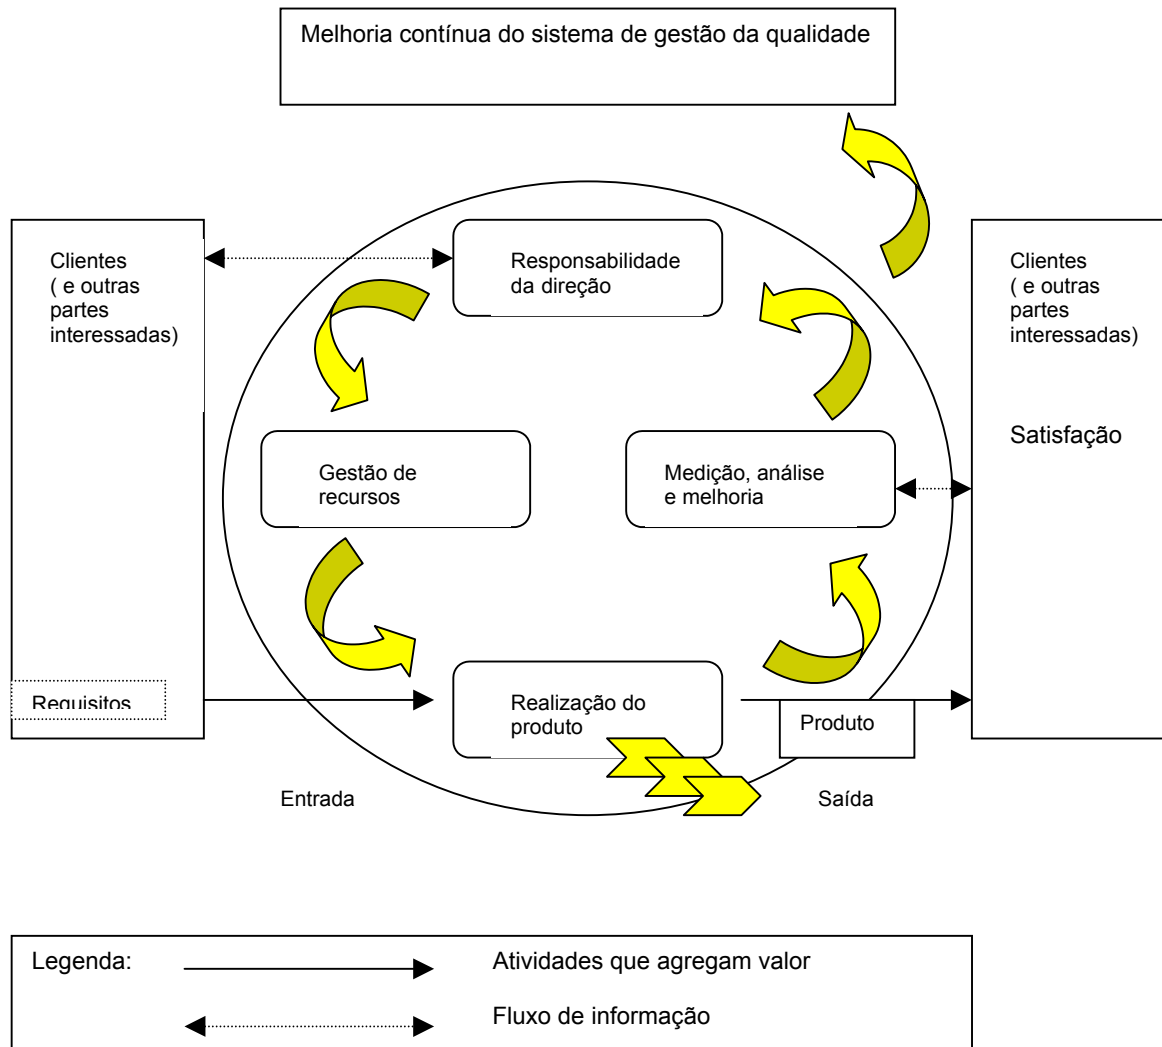 Melhoria contínua do sistema de gestão da qualidade
Clientes
( e outras
partes
interessadas)
Responsabilidade
da direção
Clientes
( e outras
partes
interessadas)
Satisfação
Gestão de
recursos
Medição, análise
e melhoria
Requisitos
Realização do
produto
Produto
Entrada
Saída
Legenda:
Atividades que agregam valor
Fluxo de informação